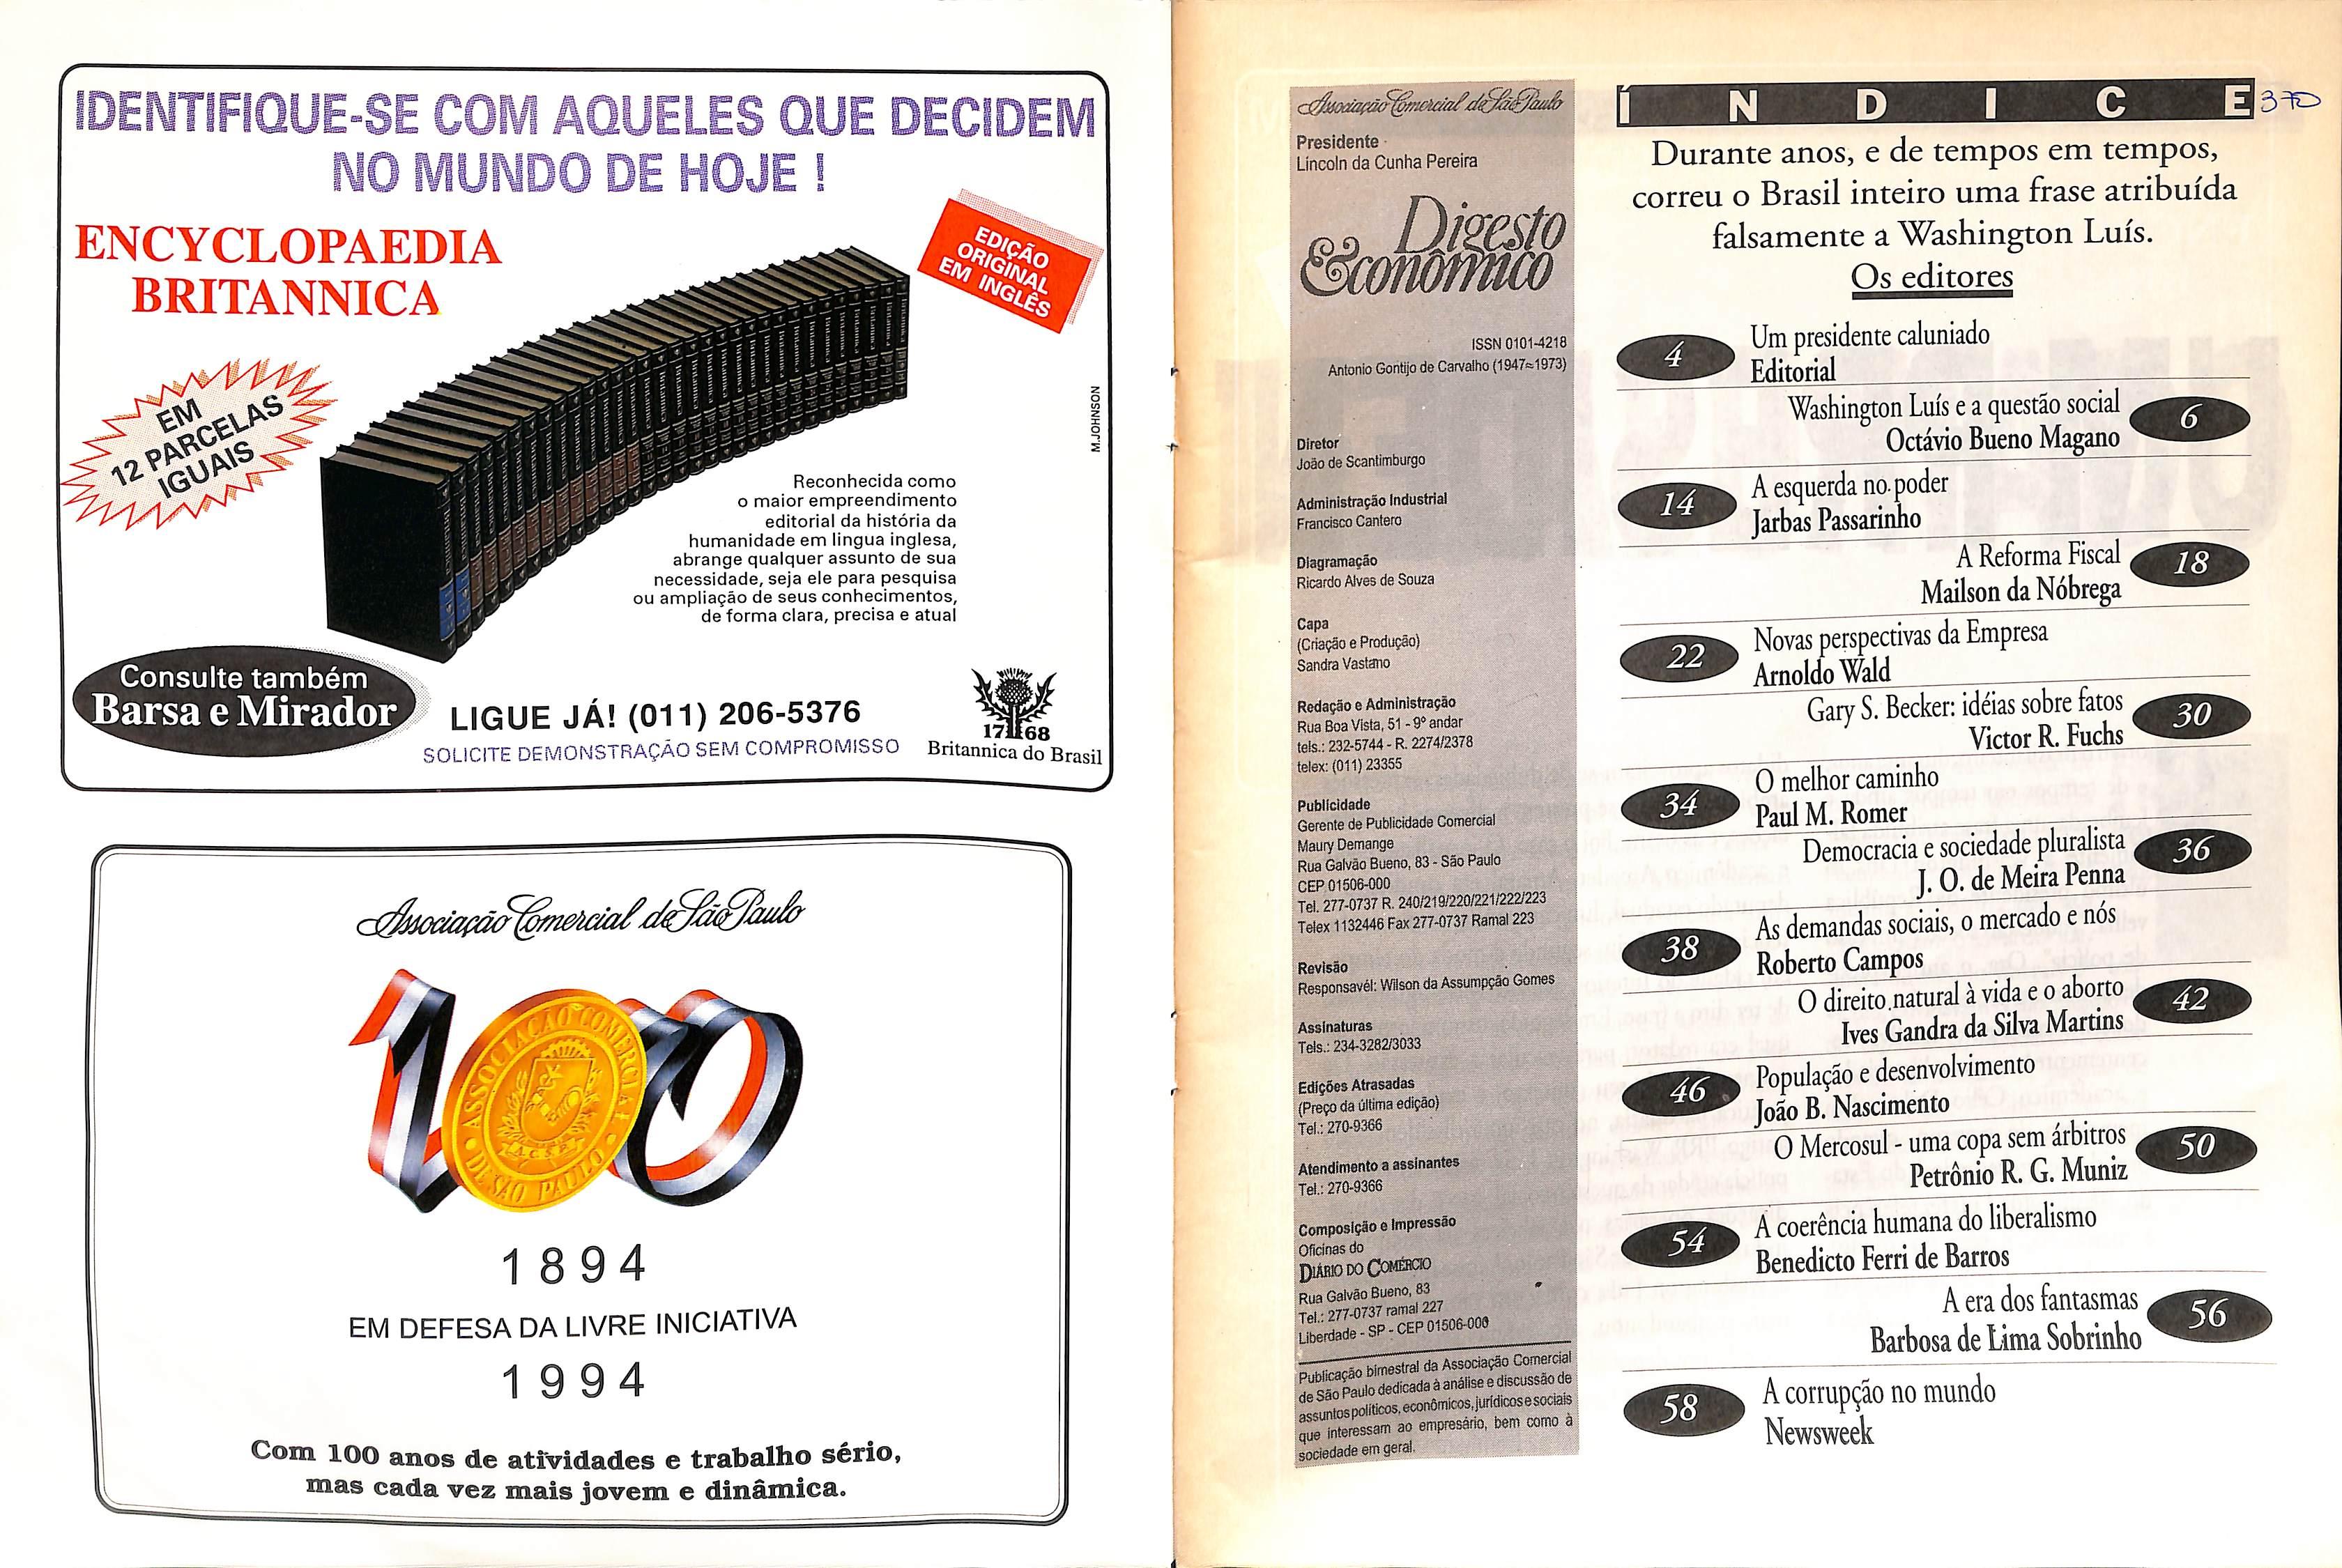 IDENTIFIQUE-SE COM AQUELES QUE DECIDEM
NO MUNDO DE HOJE !
ENCYCLOPAEDIA
BRITANNICA
EDIÇÃO
ORIGINAL
EM INGLÊS
EM
12 PARCELAS
IGUAIS
M.JOHNSON
Reconhecida como
o maior empreendimento
editorial da história da
humanidade em lingua inglesa,
abrange qualquer assunto de sua
necessidade, seja ele para pesquisa
ou ampliação de seus conhecimentos,
de forma clara, precisa e atual
Consulte também
Barsa e Mirador
LIGUE JÁ! (011) 206-5376
SOLICITE DEMONSTRAÇÃO SEM COMPROMISSO
1768
Britannica do Brasil
Associação Comercial de São Paulo
100
ASSOCIAÇÃO COMERCIAL
DE SÃO PAULO
A.C.S.P.
1894
EM DEFESA DA LIVRE INICIATIVA
1994
Com 100 anos de atividades e trabalho sério,
mas cada vez mais jovem e dinâmica.
Associação Comercial de São Paulo
Presidente
Lincoln da Cunha Pereira
Digesto
Econômico
ISSN 0101-4218
Antonio Gontijo de Carvalho (1947≈1973)
Diretor
João de Scantimburgo
Administração Industrial
Francisco Cantero
Diagramação
Ricardo Alves de Souza
Capa
(Criação e Produção)
Sandra Vastano
Redação e Administração
Rua Boa Vista, 51 - 9º andar
tels.: 232-5744 - R. 2274/2378
telex: (011) 23355
Publicidade
Gerente de Publicidade Comercial
Maury Demange
Rua Galvão Bueno, 83 - São Paulo
CEP 01506-000
Tel. 277-0737 R. 240/219/220/221/222/223
Telex 1132446 Fax 277-0737 Ramal 223
Revisão
Responsavél: Wilson da Assumpção Gomes
Assinaturas
Tels.: 234-3282/3033
Edições Atrasadas
(Preço da última edição)
Tel.: 270-9366
Atendimento a assinantes
Tel.: 270-9366
Composição e Impressão
Oficinas do
DIÁRIO DO COMÉRCIO
Rua Galvão Bueno, 83
Tel.: 277-0737 ramal 227
Liberdade - SP - CEP 01506-000
Publicação bimestral da Associação Comercial
de São Paulo dedicada à análise e discussão de
assuntos políticos, econômicos, jurídicos e sociais
que interessam ao empresário, bem como à
sociedade em geral.
ÍNDICE
370
Durante anos, e de tempos em tempos,
correu o Brasil inteiro uma frase atribuída
falsamente a Washington Luís.
Os editores
4 Um presidente caluniado
Editorial
Washington Luís e a questão social 6
Octávio Bueno Magano
14 A esquerda no poder
Jarbas Passarinho
A Reforma Fiscal 18
Mailson da Nóbrega
22 Novas perspectivas da Empresa
Arnoldo Wald
Gary S. Becker: idéias sobre fatos 30
Victor R. Fuchs
34 O melhor caminho
Paul M. Romer
Democracia e sociedade pluralista 36
J. O. de Meira Penna
38 As demandas sociais, o mercado e nós
Roberto Campos
O direito natural à vida e o aborto 42
Ives Gandra da Silva Martins
46 População e desenvolvimento
João B. Nascimento
O Mercosul - uma copa sem árbitros 50
Petrônio R. G. Muniz
54 A coerência humana do liberalismo
Benedicto Ferri de Barros
A era dos fantasmas 56
Barbosa de Lima Sobrinho
58 A corrupção no mundo
Newsweek